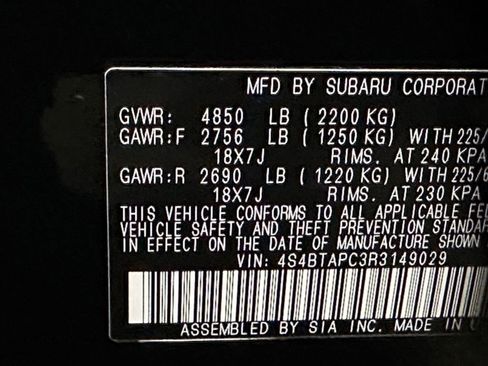 MFD BY SUBARU CORPORAT
GVWR: 4850 LB (2200 KG)
GAWR:F 2756 LB (1250 KG) WITH 225/
18X7J RIMS. AT 240 KPA
GAWR:R 2690 LB (1220 KG) WITH 225/6
18X7J RIMS. AT 230 KPA
THIS VEHICLE CONFORMS TO ALL APPLICABLE FE
VEHICLE SAFETY AND THEFT PREVENTION STANDA
IN EFFECT ON THE DATE OF MANUFACTURE SHOWN
VIN: 4S4BTAPC3R3149029
ASSEMBLED BY SIA INC. MADE IN U